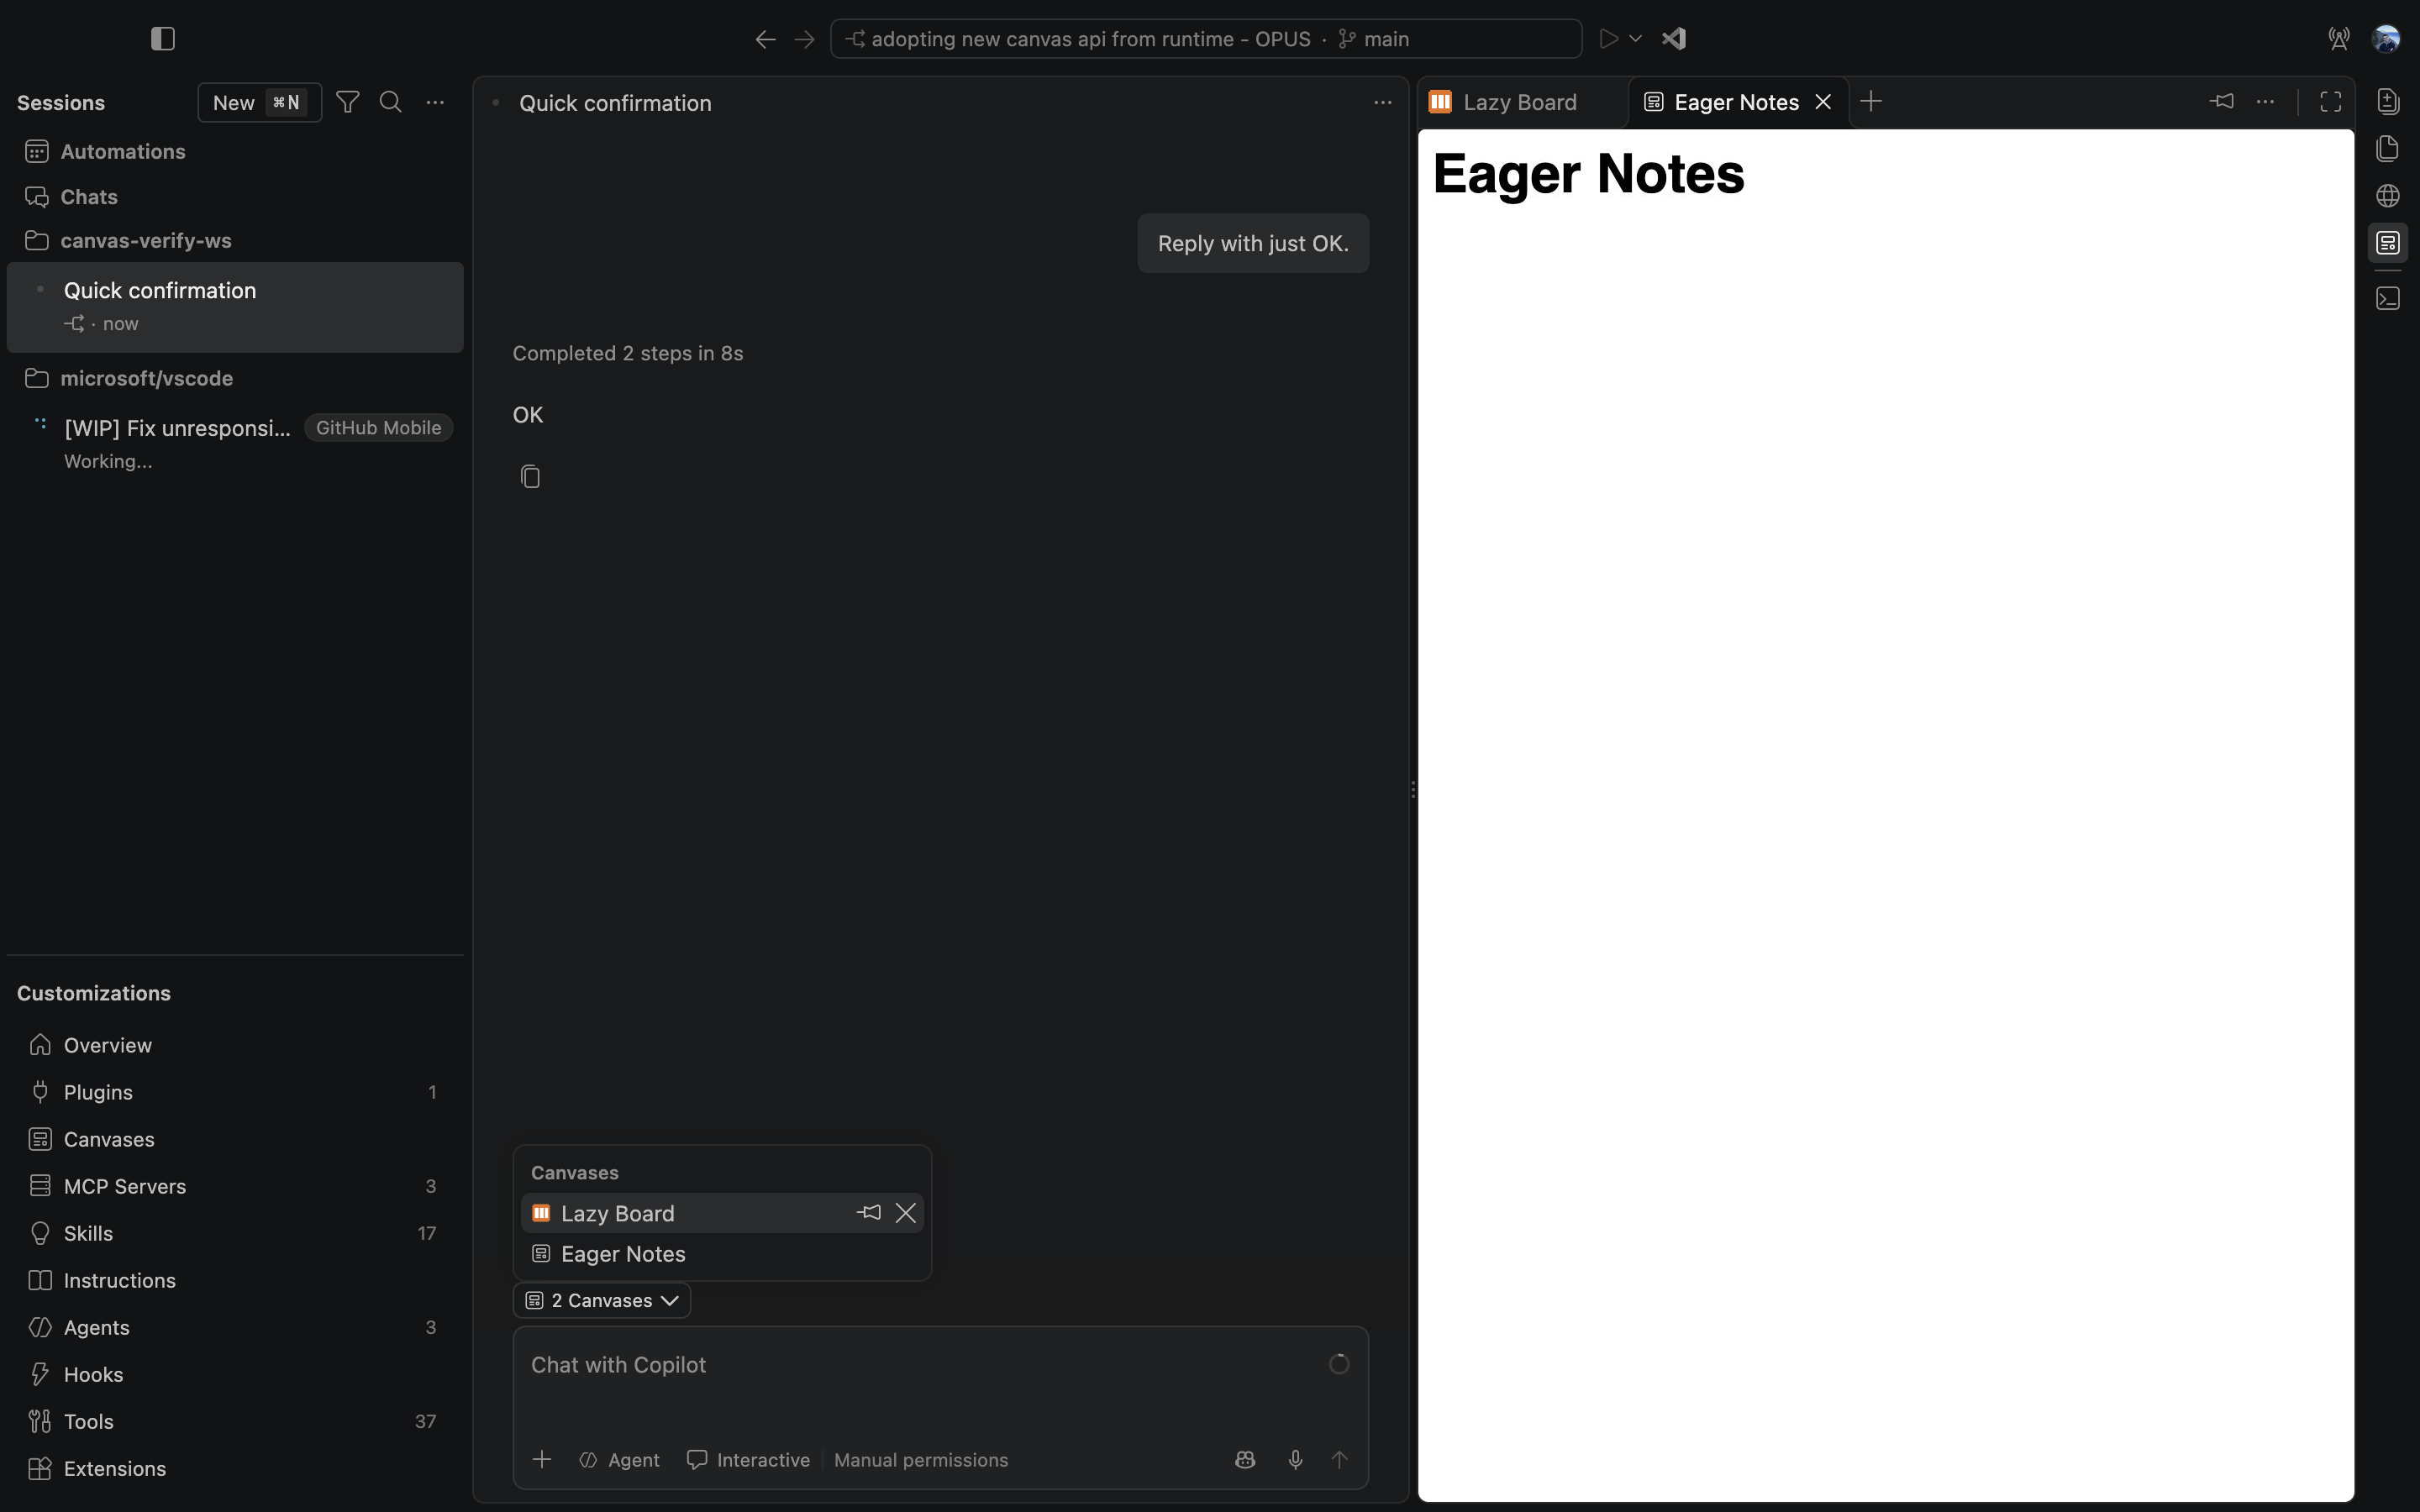 adopting new canvas api from runtime - OPUS · main
Sessions
New ⌘N
Automations
Chats
canvas-verify-ws
Quick confirmation
· now
microsoft/vscode
[WIP] Fix unresponsi... GitHub Mobile
Working...
Customizations
Overview
Plugins 1
Canvases
MCP Servers 3
Skills 17
Instructions
Agents 3
Hooks
Tools 37
Extensions
Quick confirmation
Reply with just OK.
Completed 2 steps in 8s
OK
Canvases
Lazy Board
Eager Notes
2 Canvases
Chat with Copilot
Agent Interactive Manual permissions
Lazy Board Eager Notes
Eager Notes